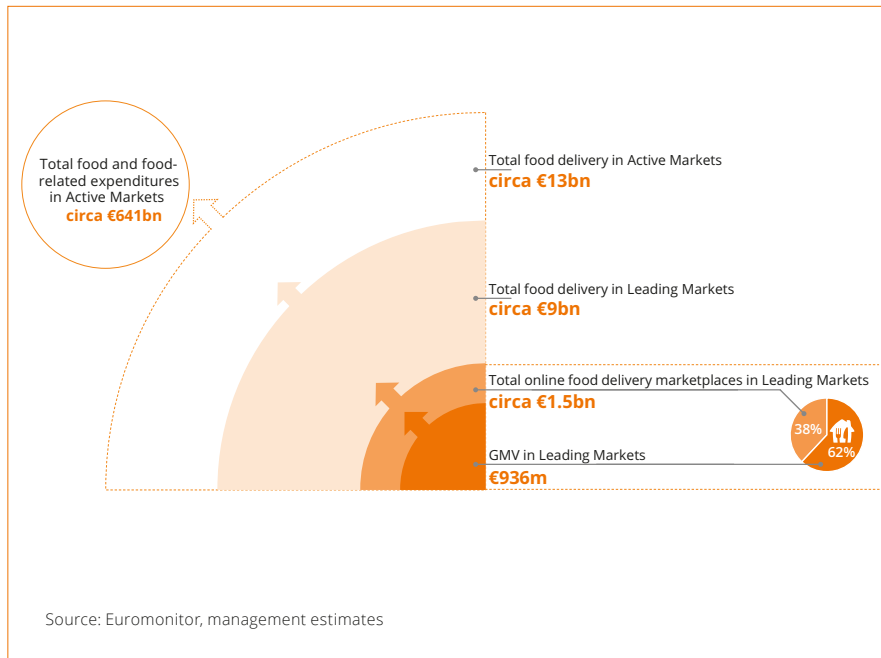 Total food and food-
related expenditures
in Active Markets
circa €641bn
Total food delivery in Active Markets
circa €13bn
Total food delivery in Leading Markets
circa €9bn
Total online food delivery marketplaces in Leading Markets
circa €1.5bn
38%
62%
GMV in Leading Markets
€936m
Source: Euromonitor, management estimates